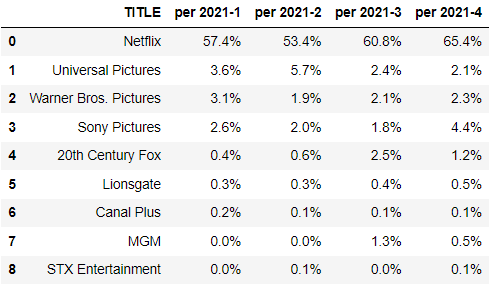 TITLE per 2021-1 per 2021-2 per 2021-3 per 2021-4
0 Netflix 57.4% 53.4% 60.8% 65.4%
1 Universal Pictures 3.6% 5.7% 2.4% 2.1%
2 Warner Bros. Pictures 3.1% 1.9% 2.1% 2.3%
3 Sony Pictures 2.6% 2.0% 1.8% 4.4%
4 20th Century Fox 0.4% 0.6% 2.5% 1.2%
5 Lionsgate 0.3% 0.3% 0.4% 0.5%
6 Canal Plus 0.2% 0.1% 0.1% 0.1%
7 MGM 0.0% 0.0% 1.3% 0.5%
8 STX Entertainment 0.0% 0.1% 0.0% 0.1%